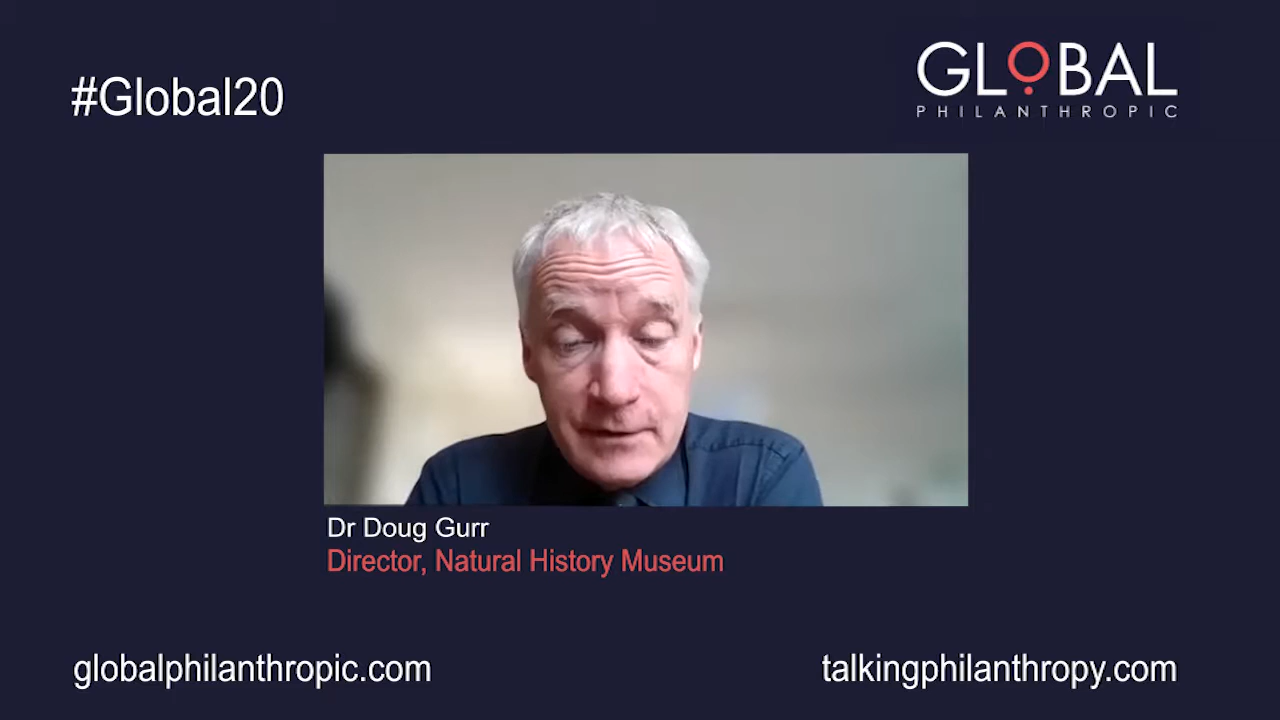 #Global20
GLOBAL
PHILANTHROPIC
Dr Doug Gurr
Director, Natural History Museum
globalphilanthropic.com
talkingphilanthropy.com